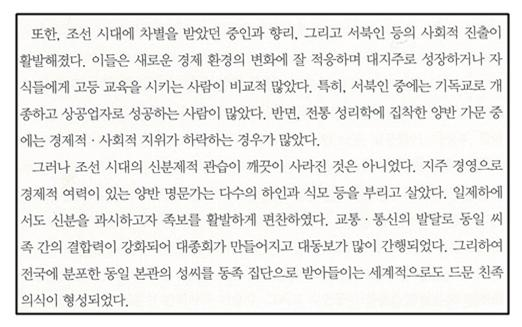 또한, 조선 시대에 차별을 받았던 중인과 향리, 그리고 서북인 등의 사회적 진출이
활발해졌다. 이들은 새로운 경제 환경의 변화에 잘 적응하며 대지주로 성장하거나 자
식들에게 고등 교육을 시키는 사람이 비교적 많았다. 특히, 서북인 중에는 기독교로 개
종하고 상공업자로 성공하는 사람이 많았다. 반면, 전통 성리학에 집착한 양반 가문 중
에는 경제적·사회적 지위가 하락하는 경우가 많았다.
그러나 조선 시대의 신분제적 관습이 깨끗이 사라진 것은 아니었다. 지주 경영으로
경제적 여력이 있는 양반 명문가는 다수의 하인과 식모 등을 부리고 살았다. 일제하에
서도 신분을 과시하고자 족보를 활발하게 편찬하였다. 교통·통신의 발달로 동일 씨
족 간의 결합력이 강화되어 대종회가 만들어지고 대동보가 많이 간행되었다. 그리하여
전국에 분포한 동일 본관의 성씨를 동족 집단으로 받아들이는 세계적으로도 드문 친족
의식이 형성되었다.